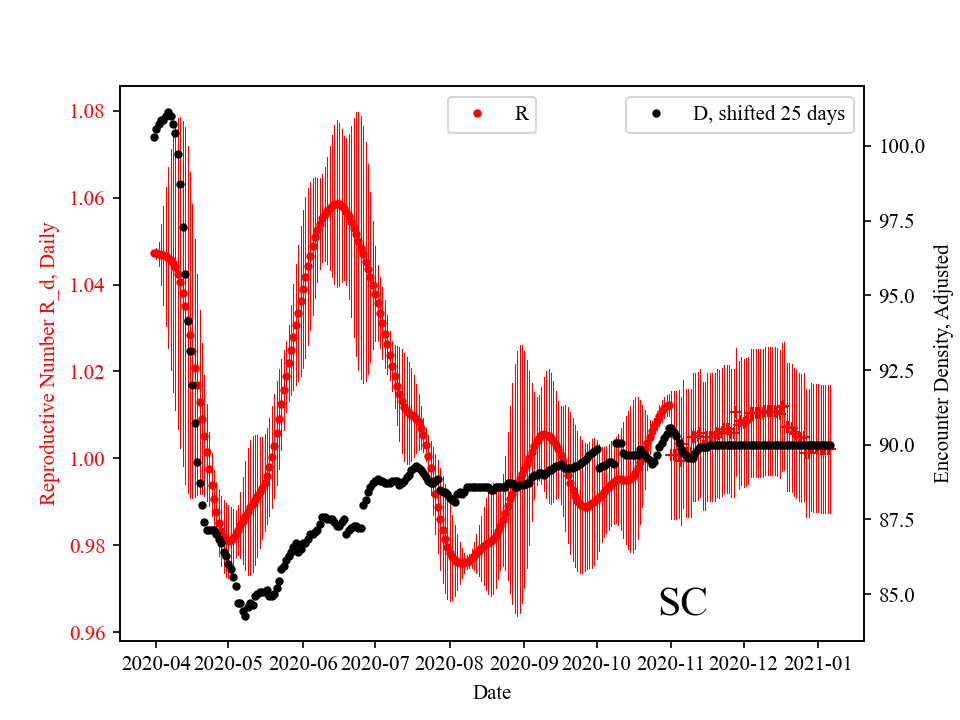 R
D, shifted 25 days
Reproductive Number R_d, Daily
1.08
1.06
1.04
1.02
1.00
0.98
0.96
100.0
97.5
95.0
92.5
90.0
87.5
85.0
Encounter Density, Adjusted
SC
2020-04 2020-05 2020-06 2020-07 2020-08 2020-09 2020-10 2020-11 2020-12 2021-01
Date